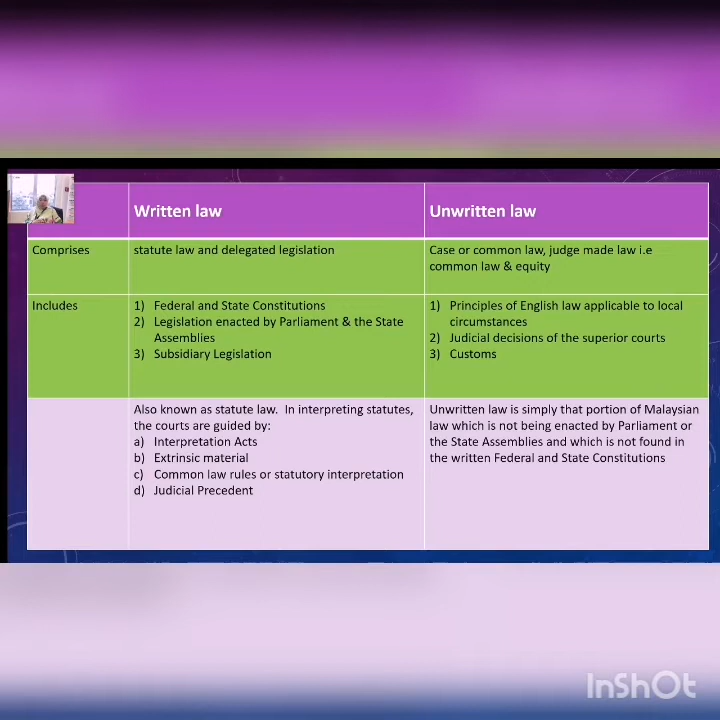 Written law
Unwritten law
Comprises
statute law and delegated legislation
Case or common law, judge made law i.e
common law & equity
Includes
1) Federal and State Constitutions
2) Legislation enacted by Parliament & the State
Assemblies
3) Subsidiary Legislation
1) Principles of English law applicable to local
circumstances
2) Judicial decisions of the superior courts
3) Customs
Also known as statute law. In interpreting statutes,
the courts are guided by:
a) Interpretation Acts
b) Extrinsic material
c) Common law rules or statutory interpretation
d) Judicial Precedent
Unwritten law is simply that portion of Malaysian
law which is not being enacted by Parliament or
the State Assemblies and which is not found in
the written Federal and State Constitutions
InShOt